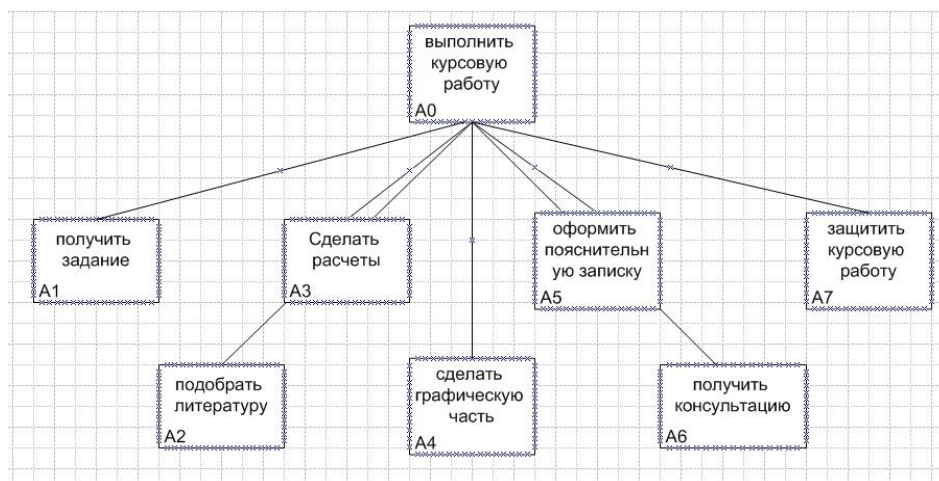 выполнить
курсовую
работу
A0
получить
задание
A1
Сделать
расчеты
A3
оформить
пояснительн
ую записку
A5
защитить
курсовую
работу
A7
подобрать
литературу
A2
сделать
графическую
часть
A4
получить
консультацию
A6